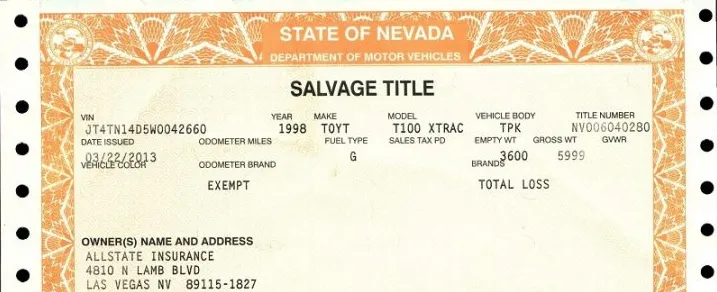 STATE OF NEVADA
DEPARTMENT OF MOTOR VEHICLES
SALVAGE TITLE
VIN YEAR MAKE MODEL VEHICLE BODY TITLE NUMBER
JT4TN14D5W0042660 1998 TOYT T100 XTRAC TPK NV006040280
DATE ISSUED ODOMETER MILES FUEL TYPE SALES TAX PD EMPTY WT GROSS WT GVWR
03/22/2013 G 3600 5999
VEHICLE COLOR ODOMETER BRAND BRANDS
EXEMPT TOTAL LOSS
OWNER(S) NAME AND ADDRESS
ALLSTATE INSURANCE
4810 N LAMB BLVD
LAS VEGAS NV 89115-1827